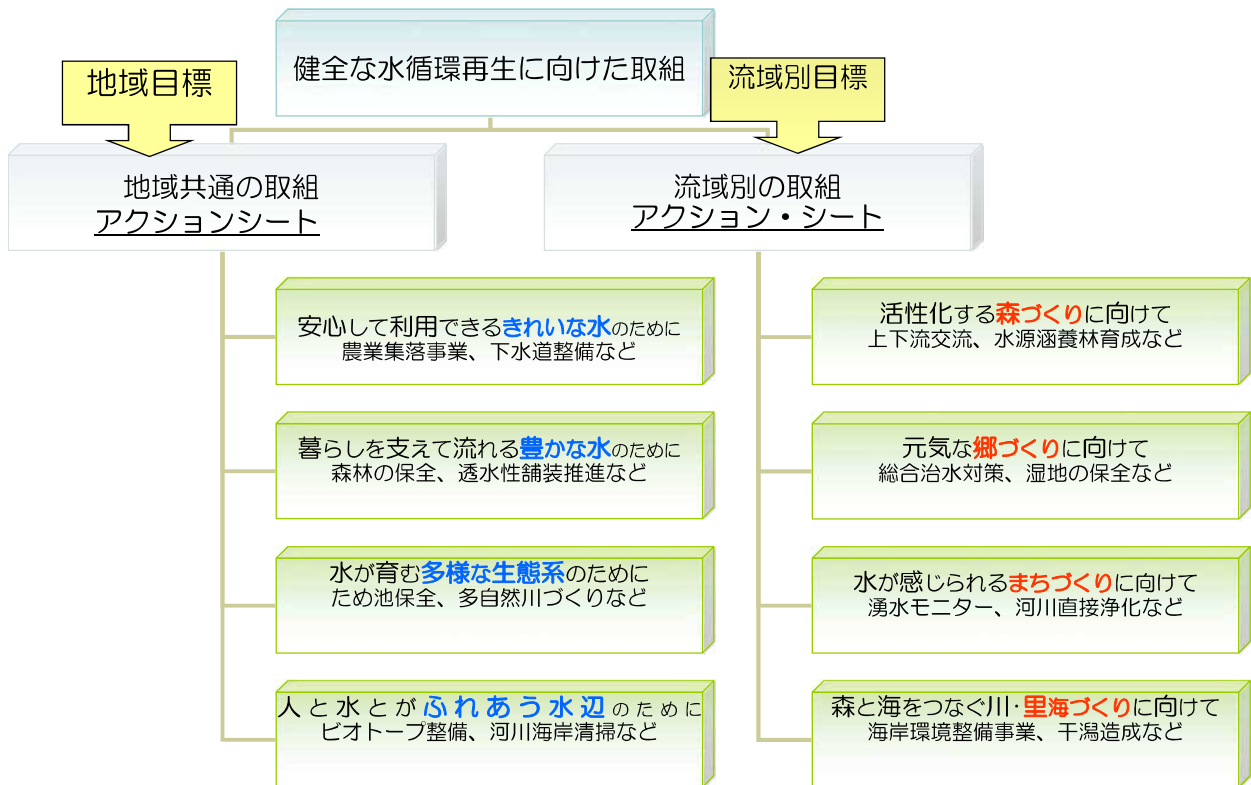 健全な水循環再生に向けた取組
地域目標
流域別目標
地域共通の取組
アクションシート
流域別の取組
アクション・シート
安心して利用できるきれいな水のために
農業集落事業、下水道整備など
暮らしを支えて流れる豊かな水のために
森林の保全、透水性舗装推進など
水が育む多様な生態系のために
ため池保全、多自然川づくりなど
人と水とがふれあう水辺のために
ビオトープ整備、河川海岸清掃など
活性化する森づくりに向けて
上下流交流、水源涵養林育成など
元気な郷づくりに向けて
総合治水対策、湿地の保全など
水が感じられるまちづくりに向けて
湧水モニター、河川直接浄化など
森と海をつなぐ川・里海づくりに向けて
海岸環境整備事業、干潟造成など